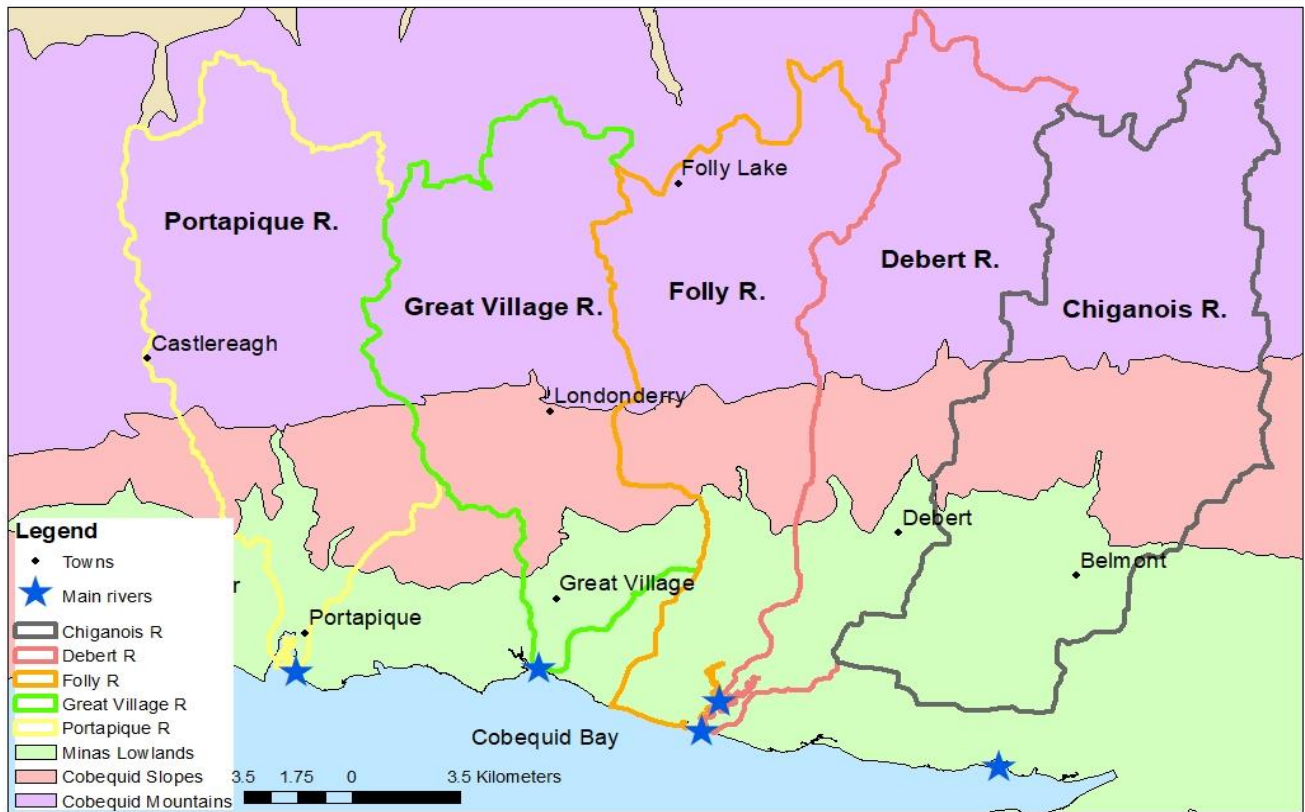 Folly Lake
Portapique R.
Debert R.
Great Village R.
Folly R.
Chiganois R.
Castlereagh
Londonderry
Debert
Belmont
Great Village
Portapique
r
Cobequid Bay
Legend
Towns
Main rivers
Chiganois R
Debert R
Folly R
Great Village R
Portapique R
Minas Lowlands
Cobequid Slopes
Cobequid Mountains
3.5 1.75 0 3.5 Kilometers